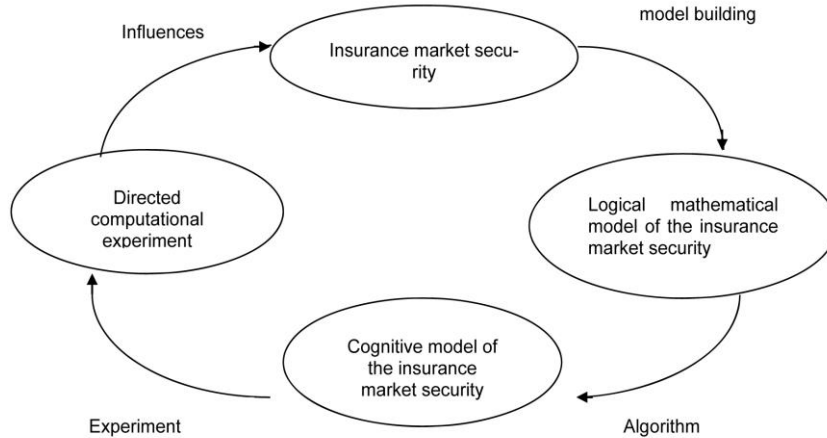 Influences
model building
Insurance market secu-
rity
Directed
computational
experiment
Logical mathematical
model of the insurance
market security
Cognitive model of
the insurance
market security
Experiment
Algorithm